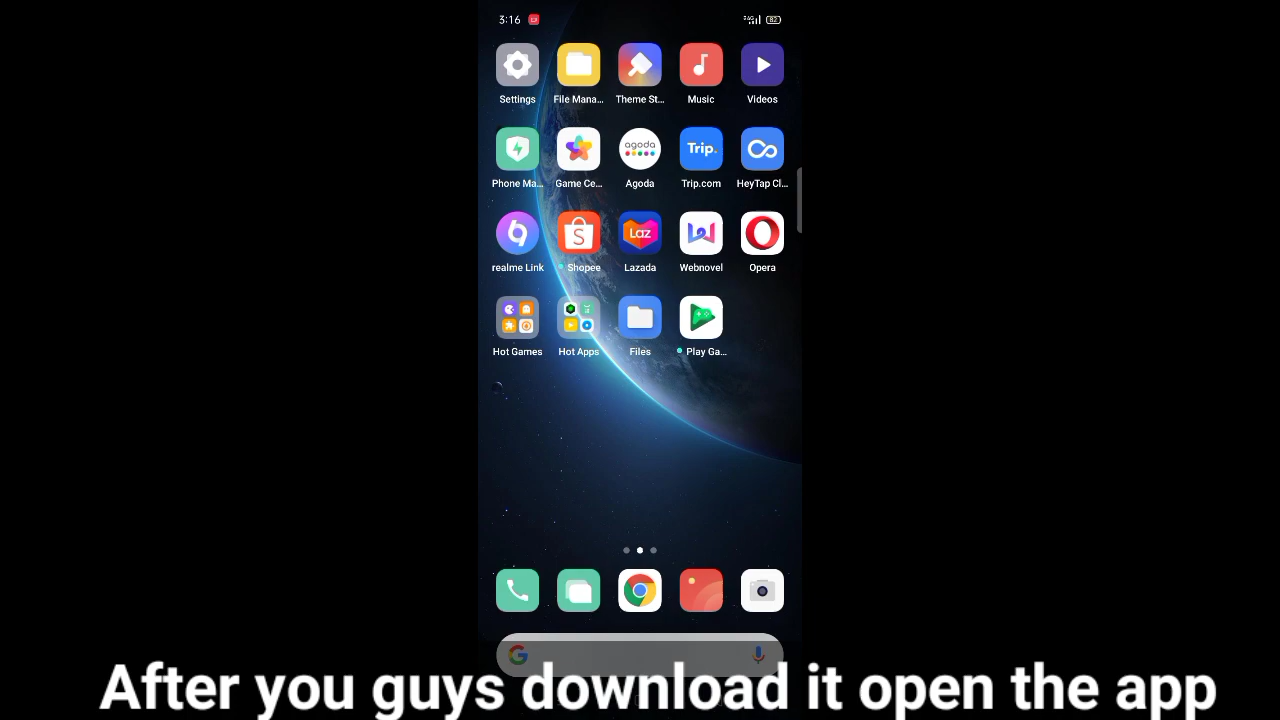 3:16 82
Settings File Mana... Theme St... Music Videos
agoda Trip.
Phone Ma... Game Ce... Agoda Trip.com HeyTap Cl...
S Laz
realme Link Shopee Lazada Webnovel Opera
Hot Games Hot Apps Files Play Ga...
G
After you guys download it open the app